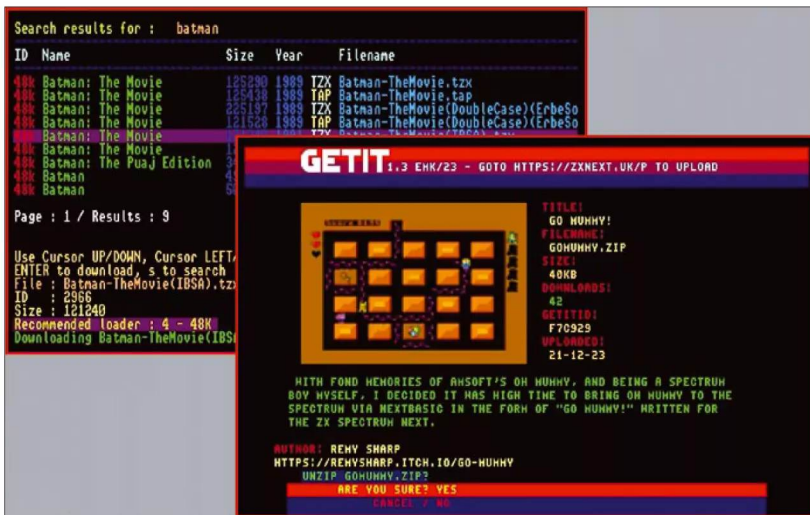 Search results for : batman
ID Name Size Year Filename
48k Batman: The Movie 125290 1989 TZX Batman-TheMovie.tzx
48k Batman: The Movie 125438 1989 TAP Batman-TheMovie.tap
48k Batman: The Movie 225197 1989 TZX Batman-TheMovie(DoubleCase)(ErbeSo
48k Batman: The Movie 121528 1989 TAP Batman-TheMovie(DoubleCase)(ErbeSo
48k Batman: The Movie
48k Batman: The Movie
48k Batman: The Puaj Edition
48k Batman
48k Batman
Page : 1 / Results : 9
Use Cursor UP/DOWN, Cursor LEFT/
ENTER to download, s to search
File : Batman-TheMovie(IBSA).tz
ID : 2966
Size : 121240
Recommended loader : 4 - 48K
Downloading Batman-TheMovie(IBS
GETIT 1.3 EMK/23 - GOTO HTTPS://ZXNEXT.UK/P TO UPLOAD
TITLE:
GO MUMMY!
FILENAME:
GOMUMMY.ZIP
SIZE:
40KB
DOWNLOADS:
42
GETITID:
F7C929
UPLOADED:
21-12-23
WITH FOND MEMORIES OF AMSOFT'S OH MUMMY, AND BEING A SPECTRUM
BOY MYSELF, I DECIDED IT WAS HIGH TIME TO BRING OH MUMMY TO THE
SPECTRUM VIA NEXTBASIC IN THE FORM OF "GO MUMMY!" WRITTEN FOR
THE ZX SPECTRUM NEXT.
AUTHOR: REMY SHARP
HTTPS://REMYSHARP.ITCH.IO/GO-MUMMY
UNZIP GOMUMMY.ZIP?
ARE YOU SURE? YES
CANCEL / NO